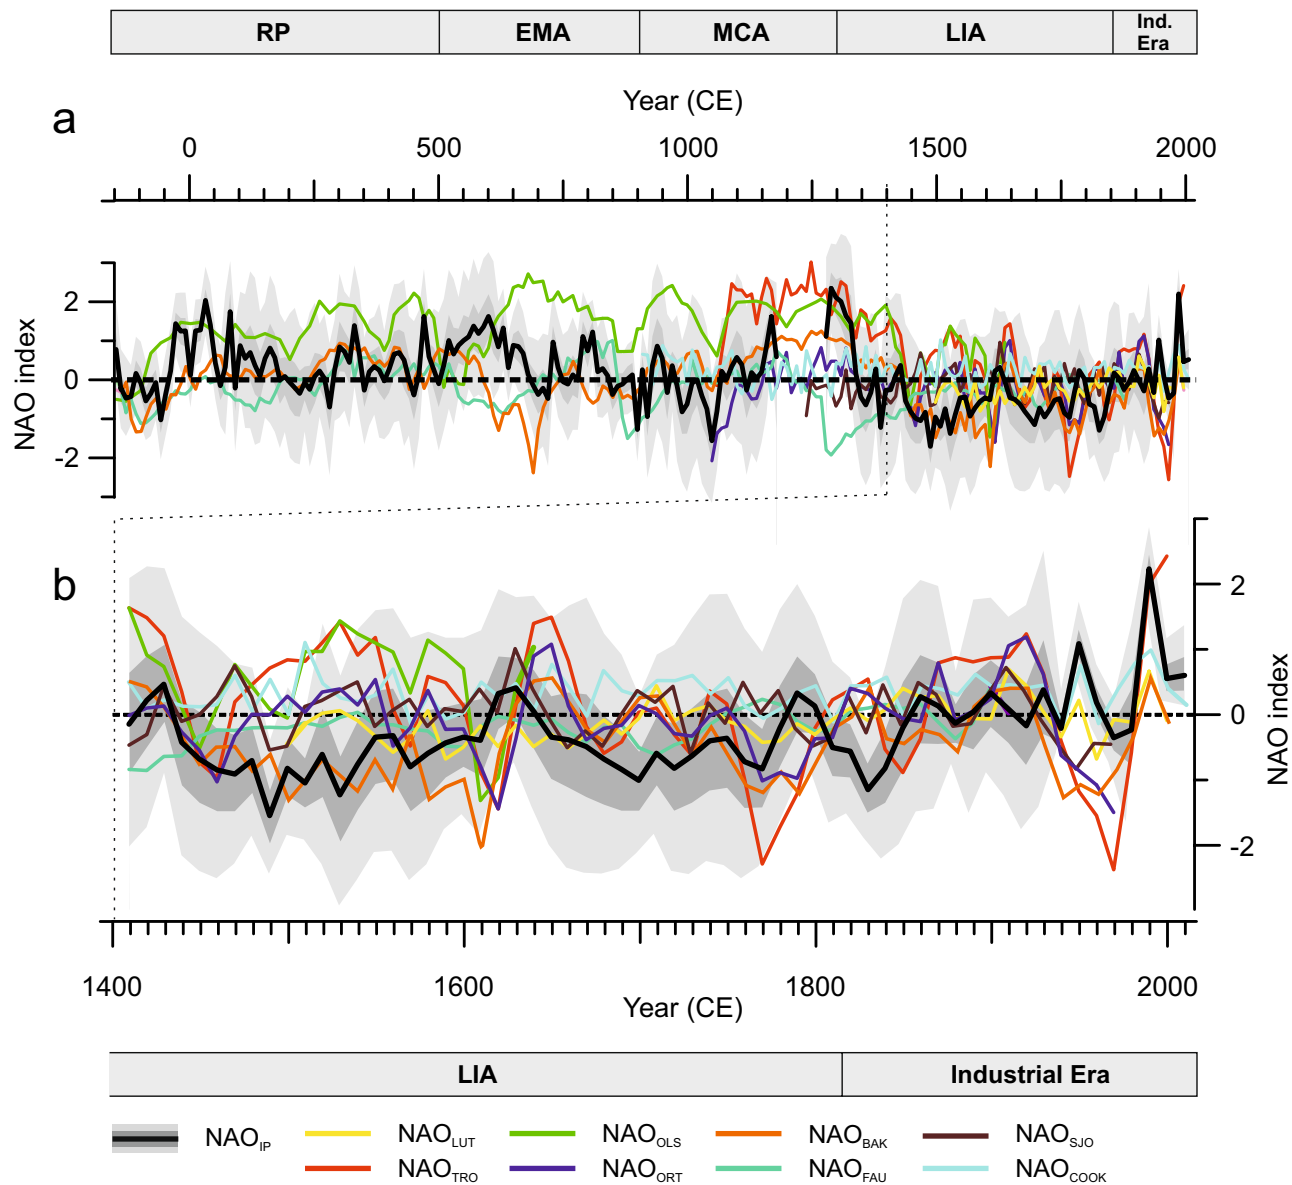 RP EMA MCA LIA Ind. Era
Year (CE)
a
0 500 1000 1500 2000
NAO index
2
0
-2
b
2
0
-2
NAO index
1400 1600 1800 2000
Year (CE)
LIA Industrial Era
NAO_IP NAO_LUT NAO_OLS NAO_BAK NAO_SJO
NAO_TRO NAO_ORT NAO_FAU NAO_COOK